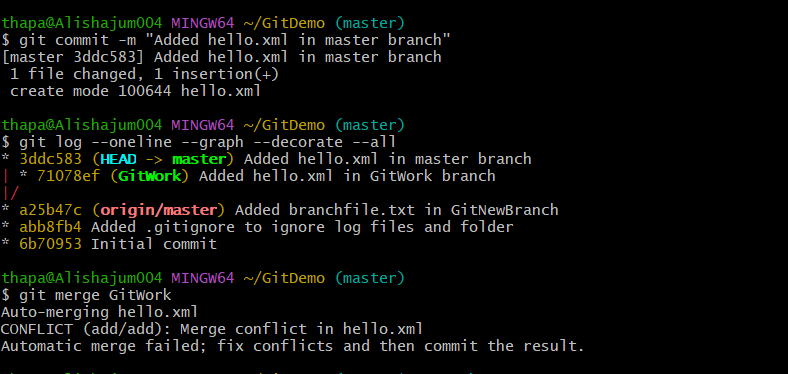 thapa@Alishajum004 MINGW64 ~/GitDemo (master)
$ git commit -m "Added hello.xml in master branch"
[master 3ddc583] Added hello.xml in master branch
 1 file changed, 1 insertion(+)
 create mode 100644 hello.xml
thapa@Alishajum004 MINGW64 ~/GitDemo (master)
$ git log --oneline --graph --decorate --all
* 3ddc583 (HEAD -> master) Added hello.xml in master branch
| * 71078ef (GitWork) Added hello.xml in GitWork branch
|/
* a25b47c (origin/master) Added branchfile.txt in GitNewBranch
* abb8fb4 Added .gitignore to ignore log files and folder
* 6b70953 Initial commit
thapa@Alishajum004 MINGW64 ~/GitDemo (master)
$ git merge GitWork
Auto-merging hello.xml
CONFLICT (add/add): Merge conflict in hello.xml
Automatic merge failed; fix conflicts and then commit the result.